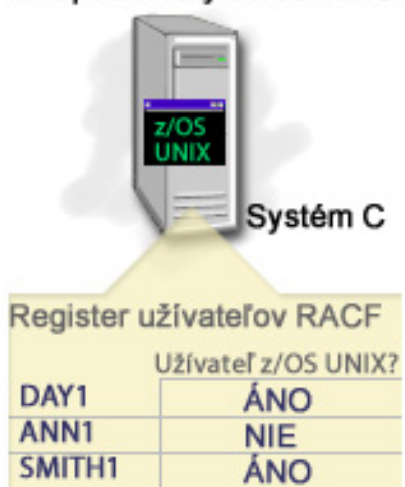 z/OS
UNIX
Systém C
Register užívateľov RACF
Užívateľ z/OS UNIX?
DAY1 ÁNO
ANN1 NIE
SMITH1 ÁNO